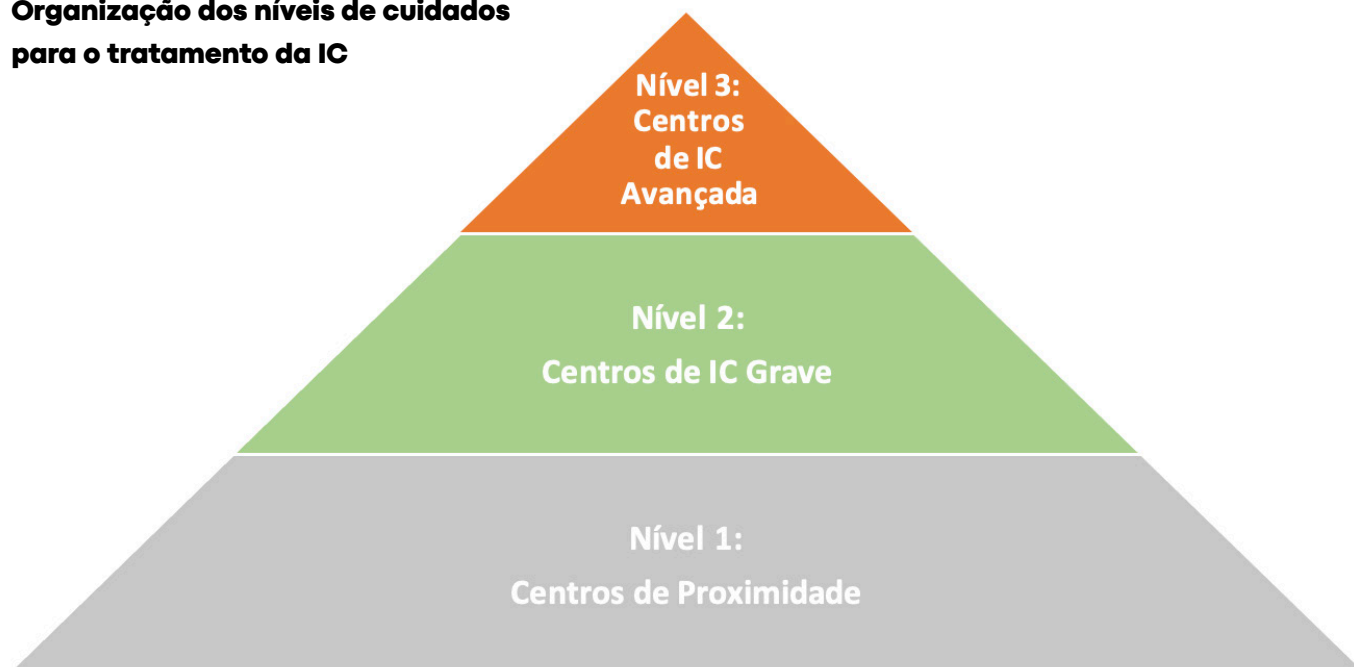 Organização dos níveis de cuidados
para o tratamento da IC
Nível 3:
Centros
de IC
Avançada
Nível 2:
Centros de IC Grave
Nível 1:
Centros de Proximidade